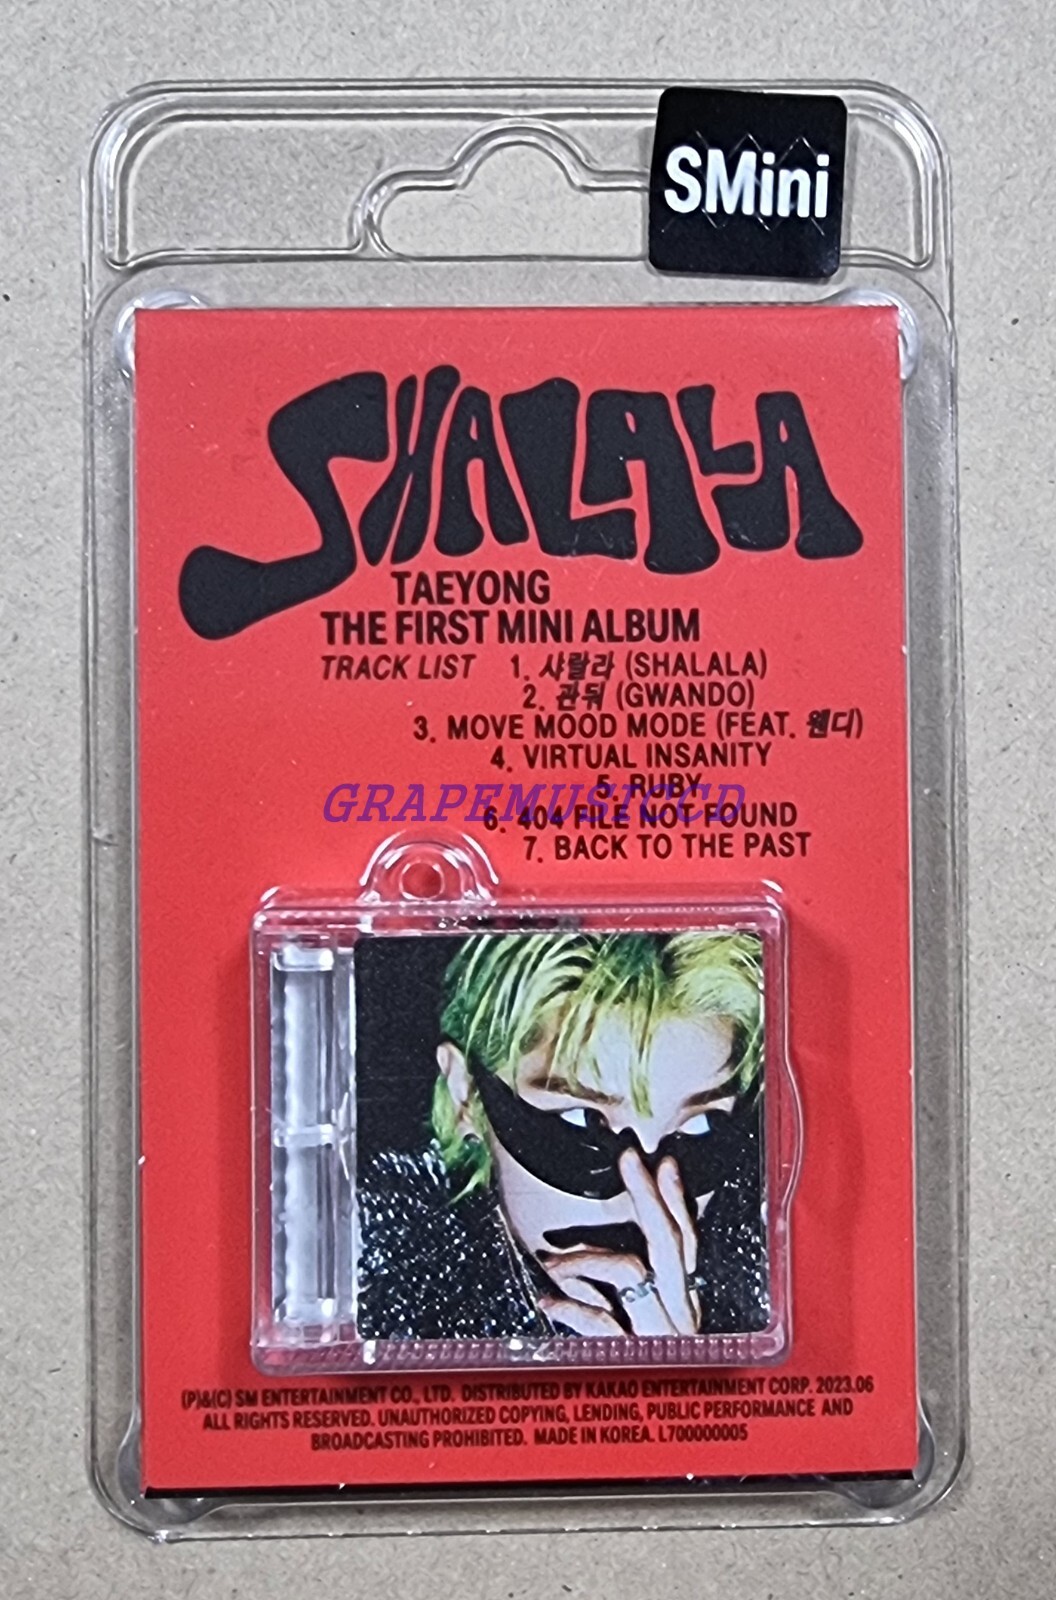 SMini
SHALALA
TAEYONG
THE FIRST MINI ALBUM
TRACK LIST 1. 샤랄라 (SHALALA)
2. 관둬 (GWANDO)
3. MOVE MOOD MODE (FEAT. 웬디)
4. VIRTUAL INSANITY
5. RUBY
GRAPEMUSICCD
6. 404 FILE NOT FOUND
7. BACK TO THE PAST
(P)&(C) SM ENTERTAINMENT CO., LTD. DISTRIBUTED BY KAKAO ENTERTAINMENT CORP. 2023.06
ALL RIGHTS RESERVED. UNAUTHORIZED COPYING, LENDING, PUBLIC PERFORMANCE AND
BROADCASTING PROHIBITED. MADE IN KOREA. L700000005